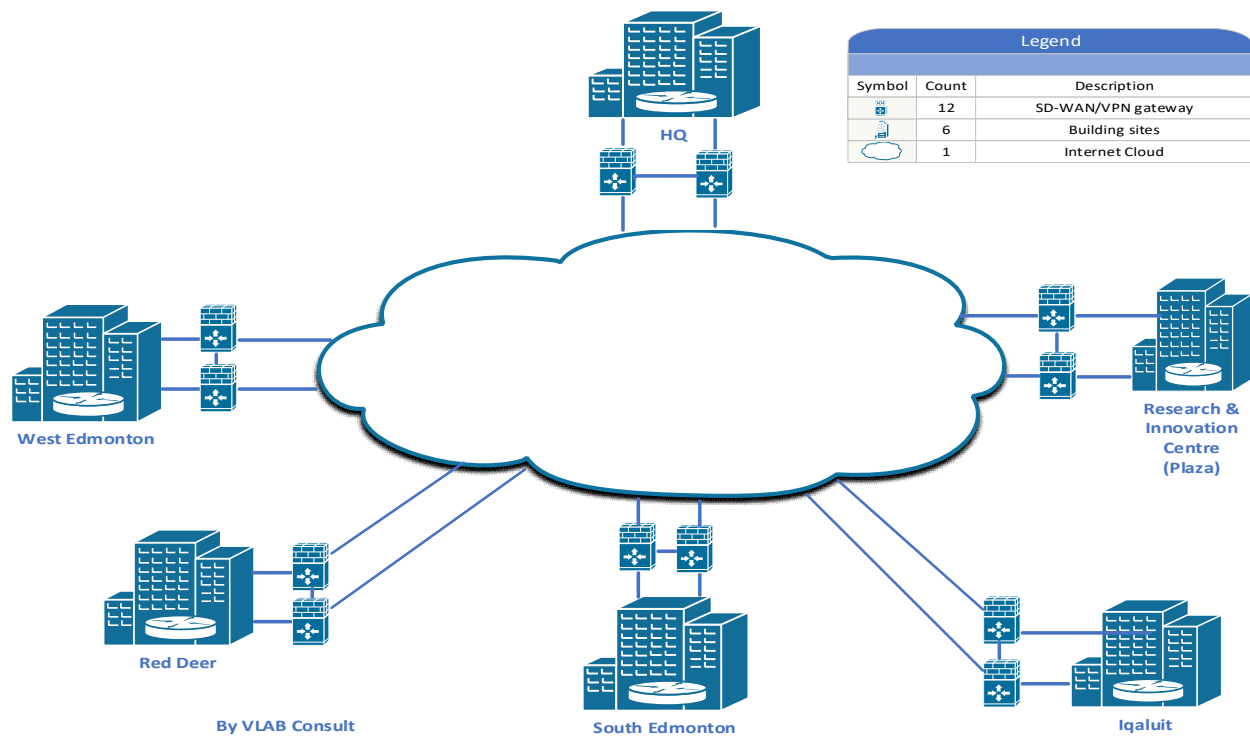 Legend
Symbol Count Description
12 SD-WAN/VPN gateway
6 Building sites
1 Internet Cloud
HQ
West Edmonton
Research &
Innovation
Centre
(Plaza)
Red Deer
By VLAB Consult
South Edmonton
Iqaluit